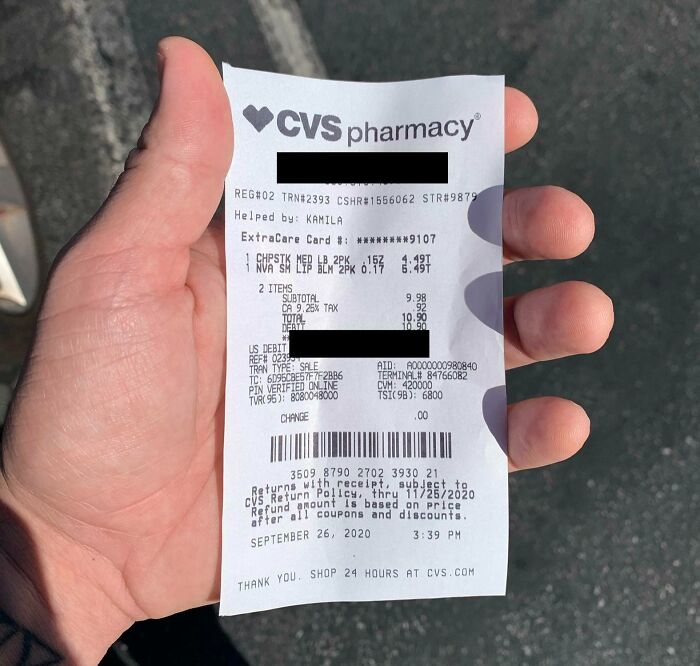 CVS pharmacy®
REG#02 TRN#2393 CSHR#1556062 STR#9879
Helped by: KAMILA
ExtraCare Card #: ********9107
1 CHPSTK MED LB 2PK .15Z 4.49T
1 NVA SM LIP BLM 2PK 0.17 5.49T
2 ITEMS
SUBTOTAL 9.98
CA 9.25% TAX .92
TOTAL 10.90
DEBIT 10.90
US DEBIT
REF#
TRAN TYPE: SALE AID: A0000000980840
TC: 6D95CBE57F7F2BB6 TERMINAL# 84766082
PIN VERIFIED ONLINE CVM: 420000
TVR(95): 8080048000 TSI(9B): 6800
CHANGE .00
3509 8790 2702 3930 21
Returns with receipt, subject to
CVS Return Policy, thru 11/25/2020
Refund amount is based on price
after all coupons and discounts.
SEPTEMBER 26, 2020 3:39 PM
THANK YOU. SHOP 24 HOURS AT CVS.COM